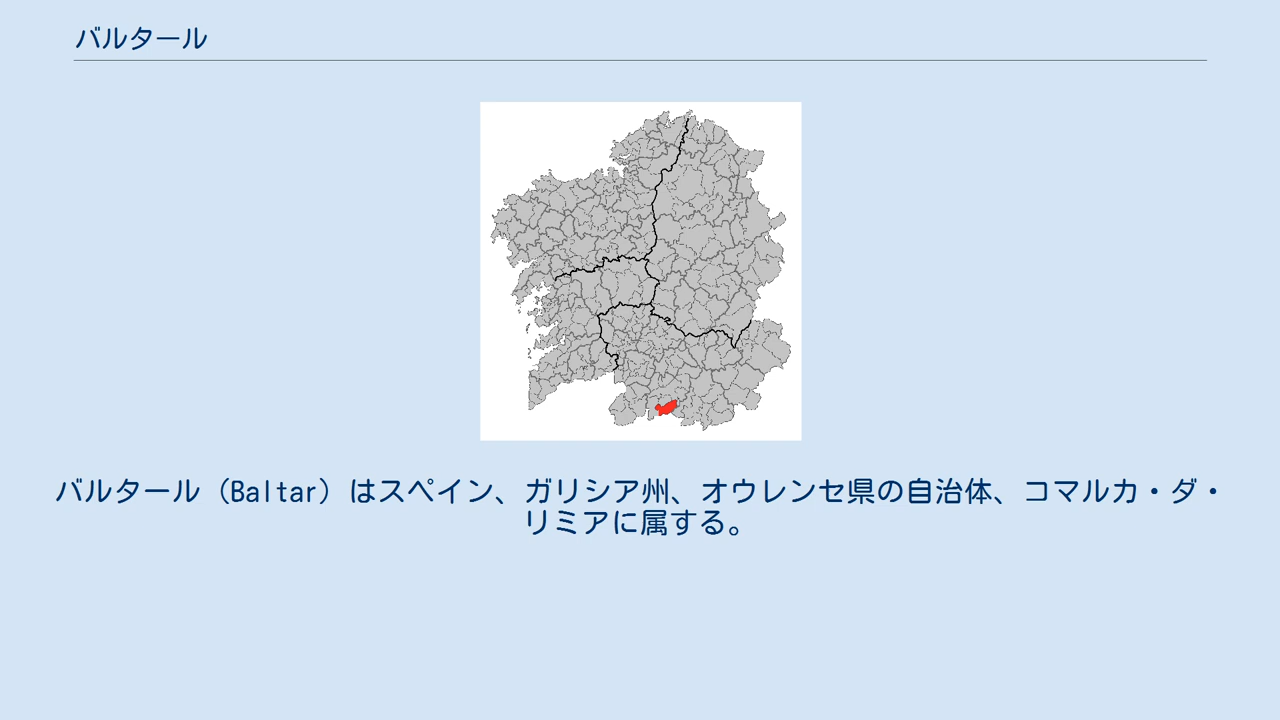 バルタール
バルタール（Baltar）はスペイン、ガリシア州、オウレンセ県の自治体、コマルカ・ダ・
リミアに属する。